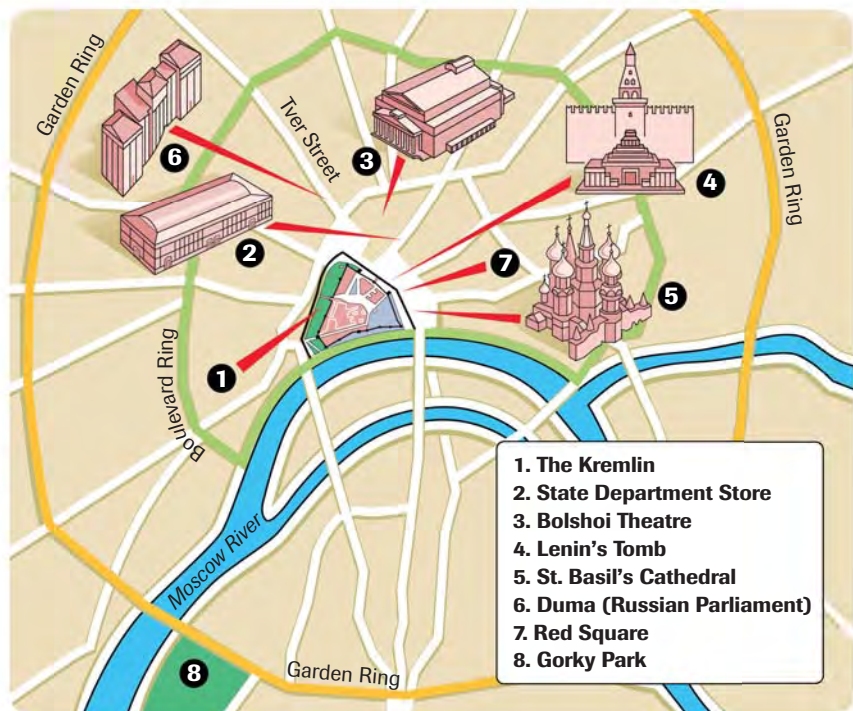 Garden Ring
Tver Street
Garden Ring
6
3
4
2
7
5
1
Boulevard Ring
Moscow River
8
Garden Ring
1. The Kremlin
2. State Department Store
3. Bolshoi Theatre
4. Lenin's Tomb
5. St. Basil's Cathedral
6. Duma (Russian Parliament)
7. Red Square
8. Gorky Park